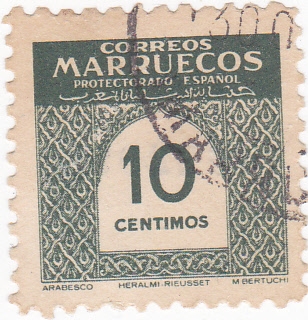 CORREOS
MARRUECOS
PROTECTORADO ESPAÑOL
10
CENTIMOS
ARABESCO HERALMI-RIEUSSET M BERTUCHI